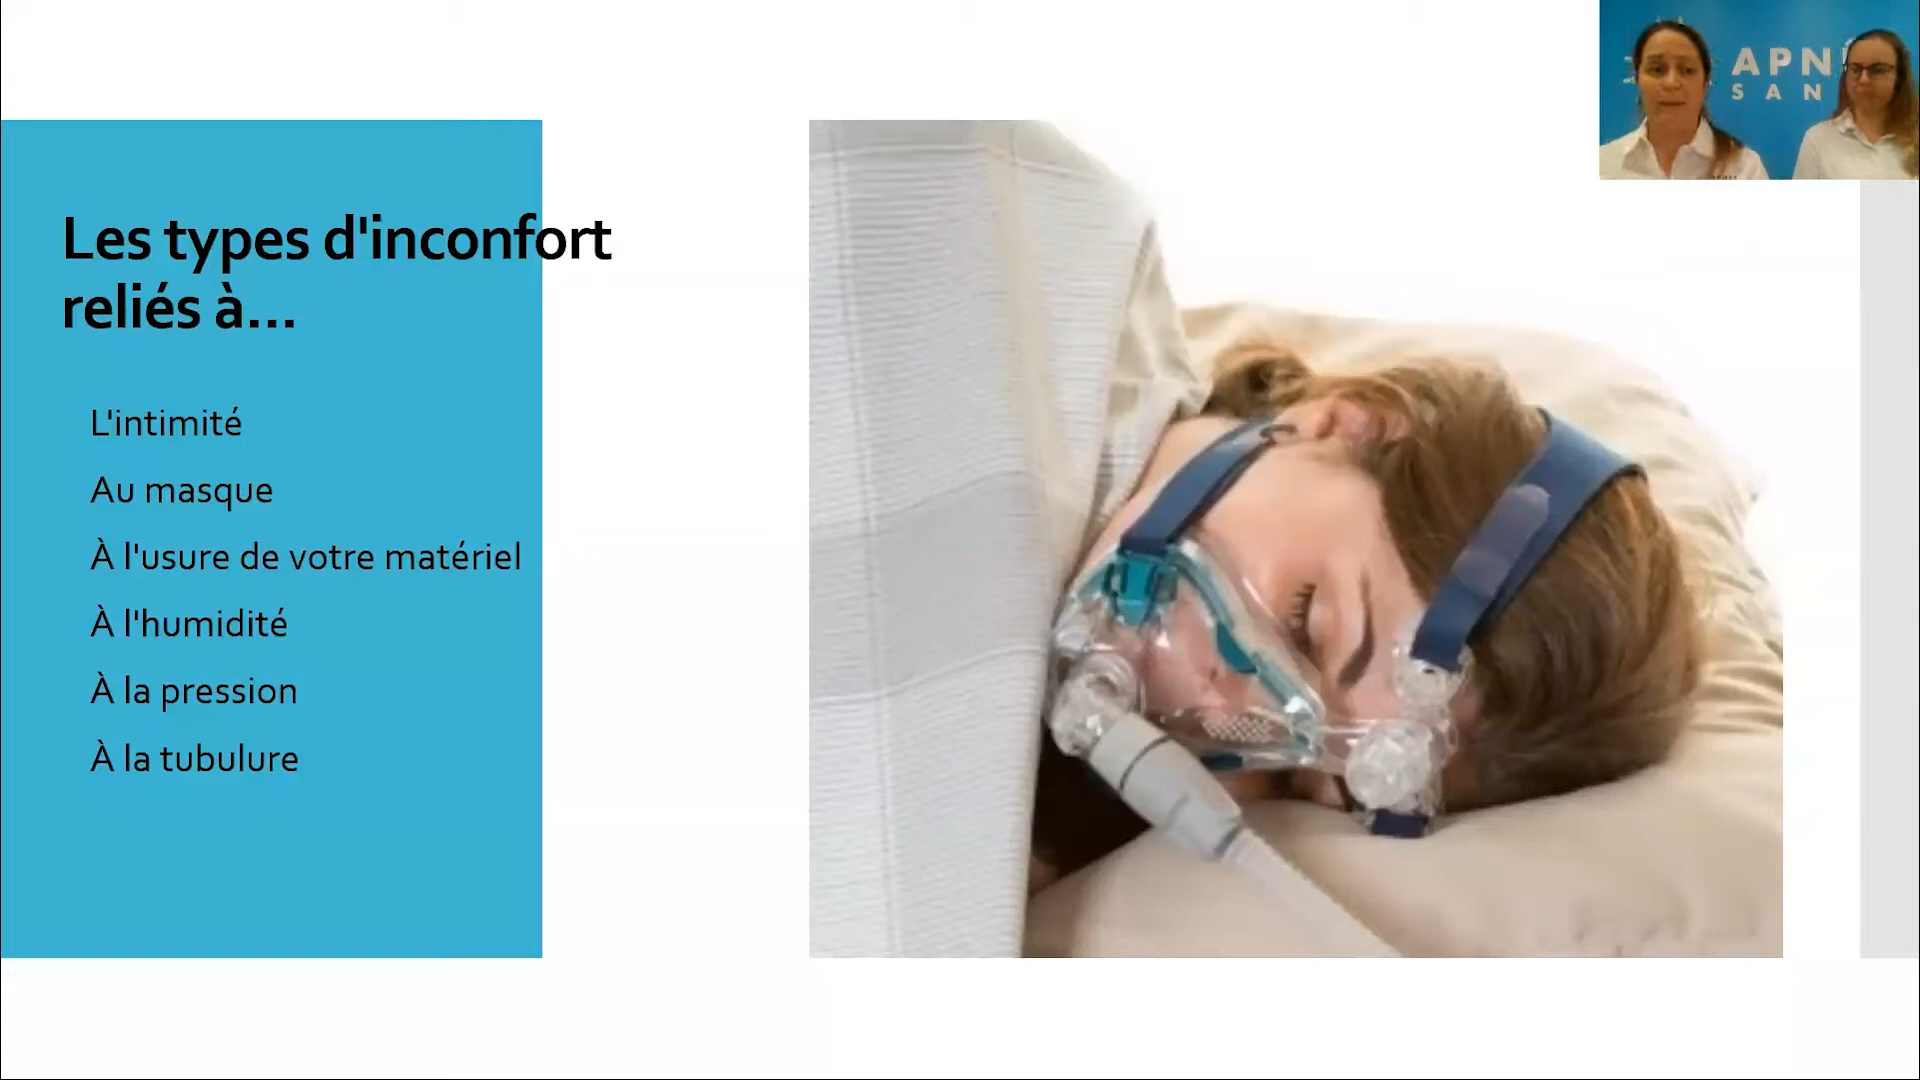 Les types d'inconfort
reliés à...
L'intimité
Au masque
À l'usure de votre matériel
À l'humidité
À la pression
À la tubulure
APN
SAN